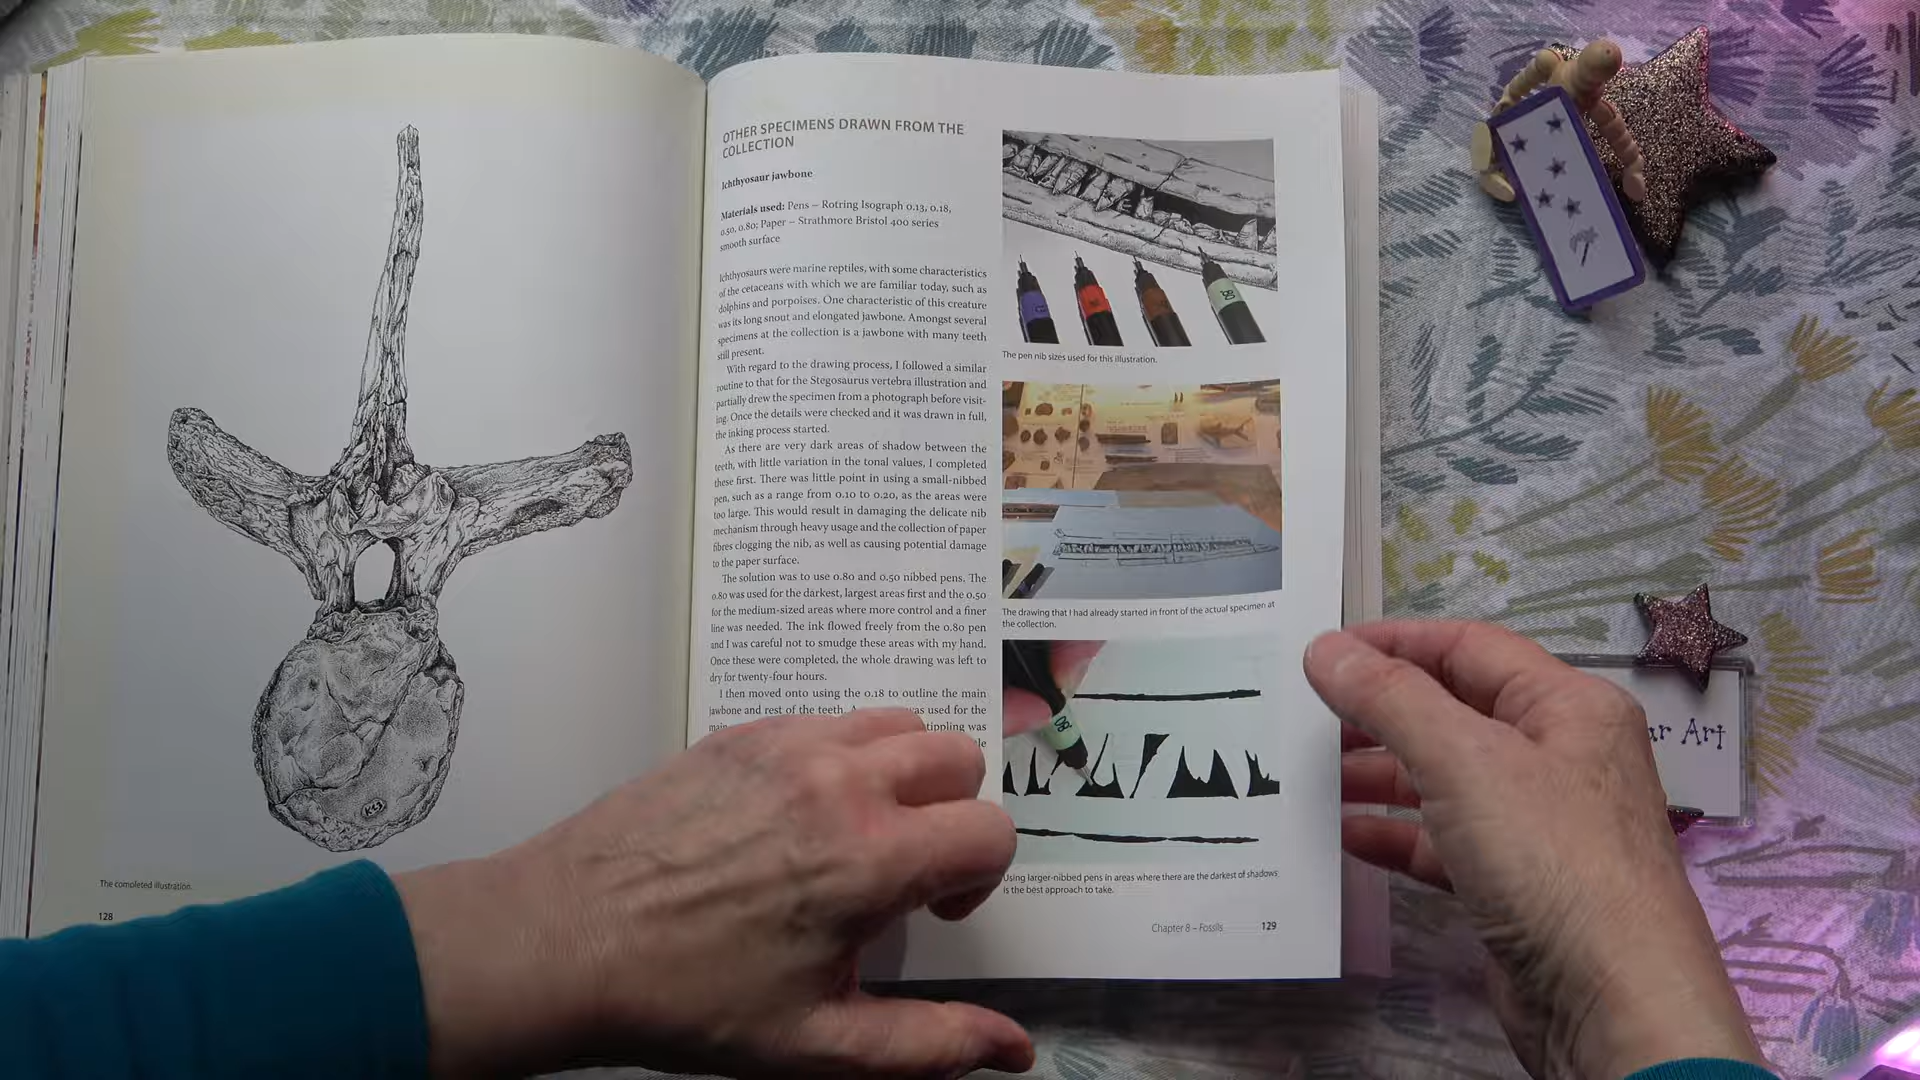 The completed illustration.
128
OTHER SPECIMENS DRAWN FROM THE
COLLECTION
Ichthyosaur jawbone
Materials used: Pens – Rotring Isograph 0.13, 0.18,
0.50, 0.80; Paper – Strathmore Bristol 400 series
smooth surface
Ichthyosaurs were marine reptiles, with some characteristics
of the cetaceans with which we are familiar today, such as
dolphins and porpoises. One characteristic of this creature
was its long snout and elongated jawbone. Amongst several
specimens at the collection is a jawbone with many teeth
still present.
With regard to the drawing process, I followed a similar
routine to that for the Stegosaurus vertebra illustration and
partially drew the specimen from a photograph before visit-
ing. Once the details were checked and it was drawn in full,
the inking process started.
As there are very dark areas of shadow between the
teeth, with little variation in the tonal values, I completed
these first. There was little point in using a small-nibbed
pen, such as a range from 0.10 to 0.20, as the areas were
too large. This would result in damaging the delicate nib
mechanism through heavy usage and the collection of paper
fibres clogging the nib, as well as causing potential damage
to the paper surface.
The solution was to use 0.80 and 0.50 nibbed pens. The
0.80 was used for the darkest, largest areas first and the 0.50
for the medium-sized areas where more control and a finer
line was needed. The ink flowed freely from the 0.80 pen
and I was careful not to smudge these areas with my hand.
Once these were completed, the whole drawing was left to
dry for twenty-four hours.
I then moved onto using the 0.18 to outline the main
jawbone and rest of the teeth. was used for the
stippling was
The pen nib sizes used for this illustration.
The drawing that I had already started in front of the actual specimen at
the collection.
Using larger-nibbed pens in areas where there are the darkest of shadows
is the best approach to take.
Chapter 8 – Fossils 129
Art